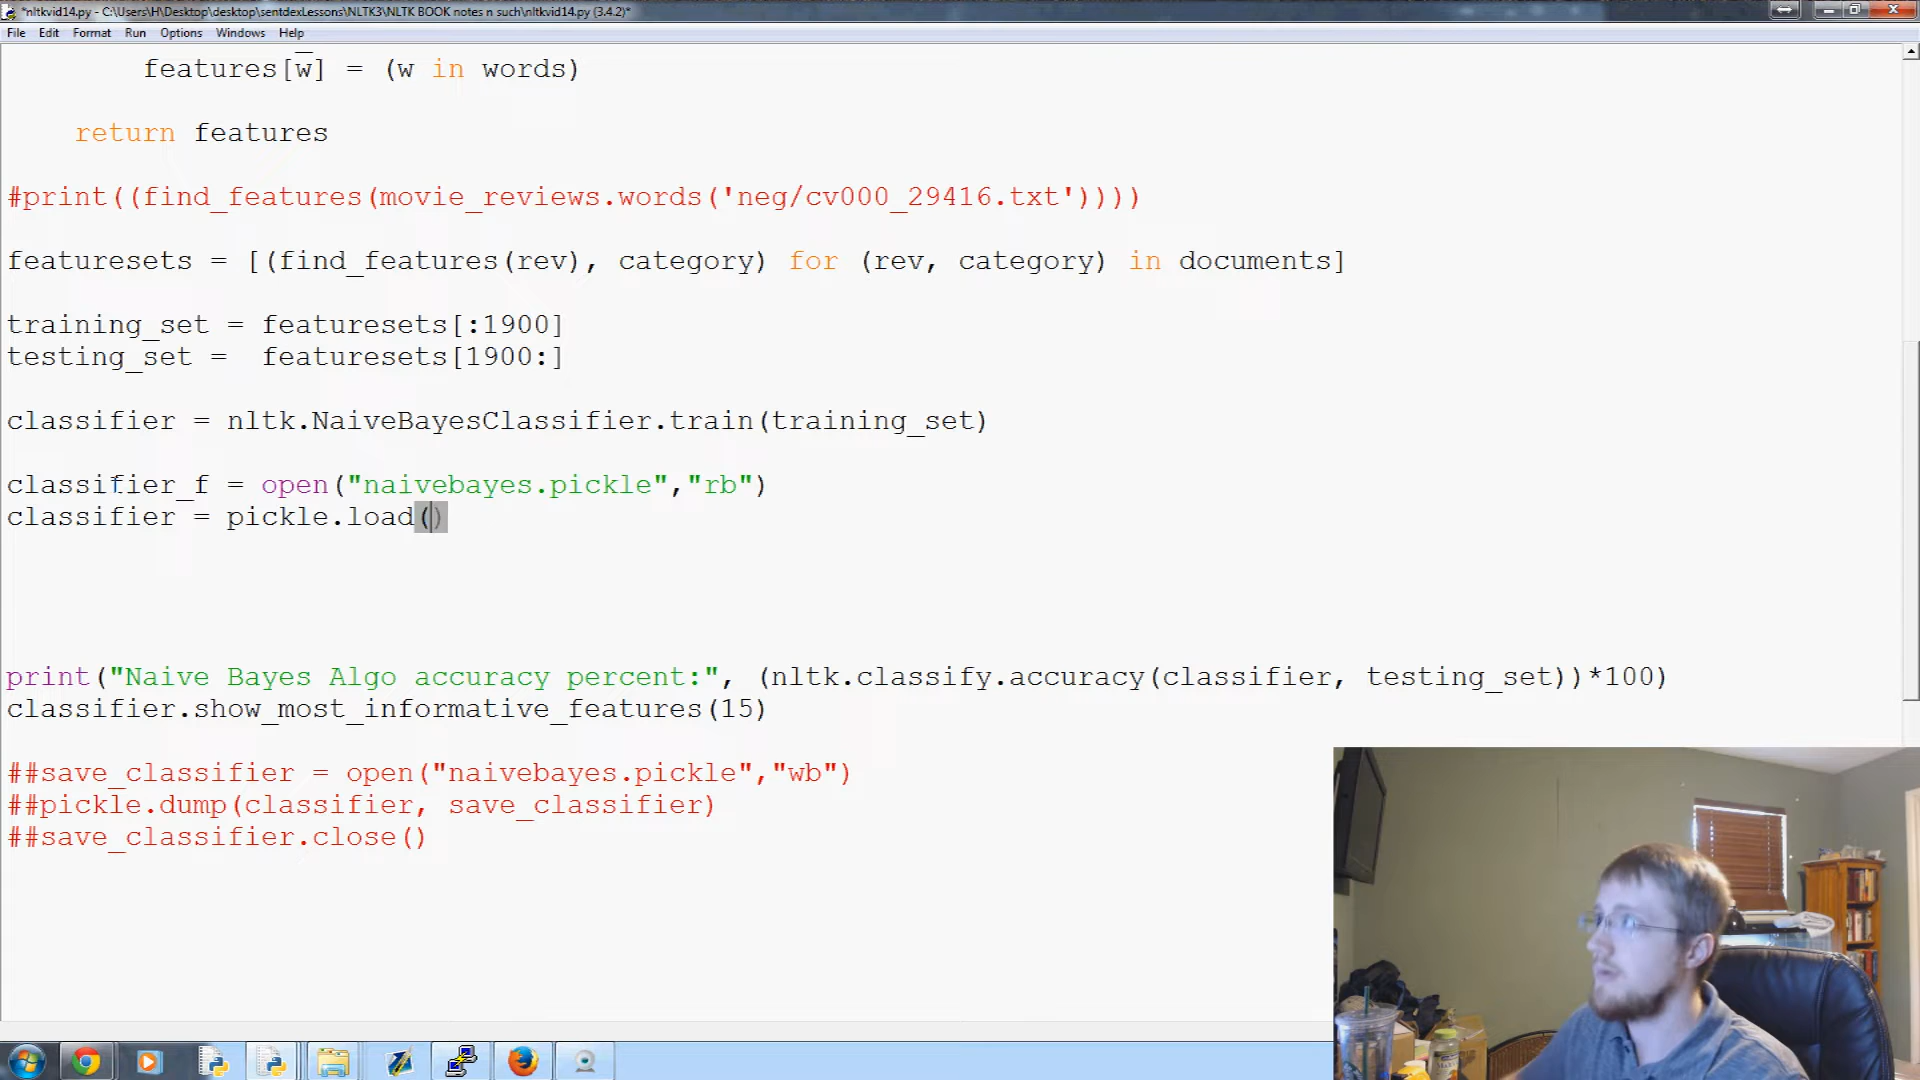 *nltkvid14.py - C:\Users\H\Desktop\desktop\sentdexLessons\NLTK3\NLTK BOOK notes n such\nltkvid14.py (3.4.2)*
File Edit Format Run Options Windows Help
features[w] = (w in words)
return features
#print((find_features(movie_reviews.words('neg/cv000_29416.txt'))))
featuresets = [(find_features(rev), category) for (rev, category) in documents]
training_set = featuresets[:1900]
testing_set =  featuresets[1900:]
classifier = nltk.NaiveBayesClassifier.train(training_set)
classifier_f = open("naivebayes.pickle","rb")
classifier = pickle.load()
print("Naive Bayes Algo accuracy percent:", (nltk.classify.accuracy(classifier, testing_set))*100)
classifier.show_most_informative_features(15)
##save_classifier = open("naivebayes.pickle","wb")
##pickle.dump(classifier, save_classifier)
##save_classifier.close()